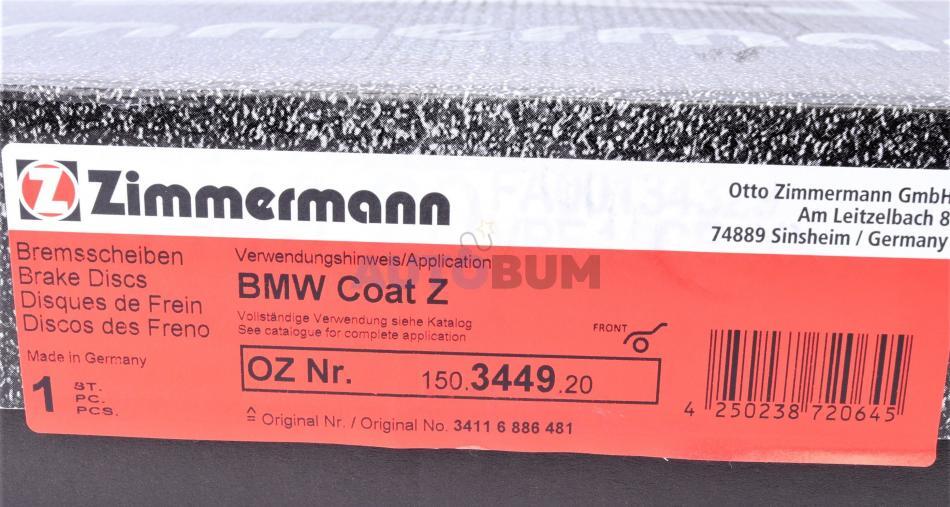 Zimmermann
Otto Zimmermann GmbH
Am Leitzelbach 8
74889 Sinsheim / Germany
Bremsscheiben
Brake Discs
Disques de Frein
Discos des Freno
Made in Germany
1 ST.
PC.
PCS.
Verwendungshinweis/Application
BMW Coat Z
Vollständige Verwendung siehe Katalog
See catalogue for complete application
FRONT
OZ Nr. 150.3449.20
≙ Original Nr. / Original No. 3411 6 886 481
4 250238 720645
AUTOBUM